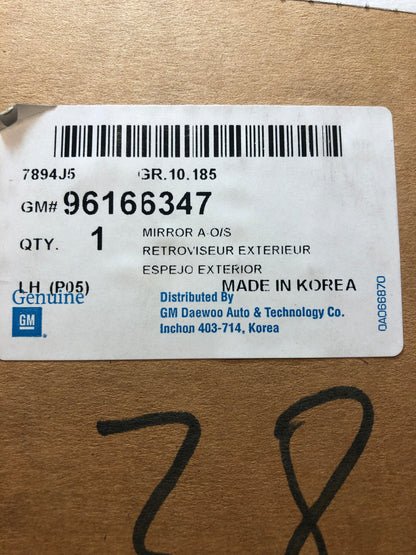 7894J5 GR.10.185
GM# 96166347
QTY. 1 MIRROR A-O/S
RETROVISEUR EXTERIEUR
ESPEJO EXTERIOR
LH (P05) MADE IN KOREA
Genuine
GM
Distributed By
GM Daewoo Auto & Technology Co.
Inchon 403-714, Korea
0A066870
38